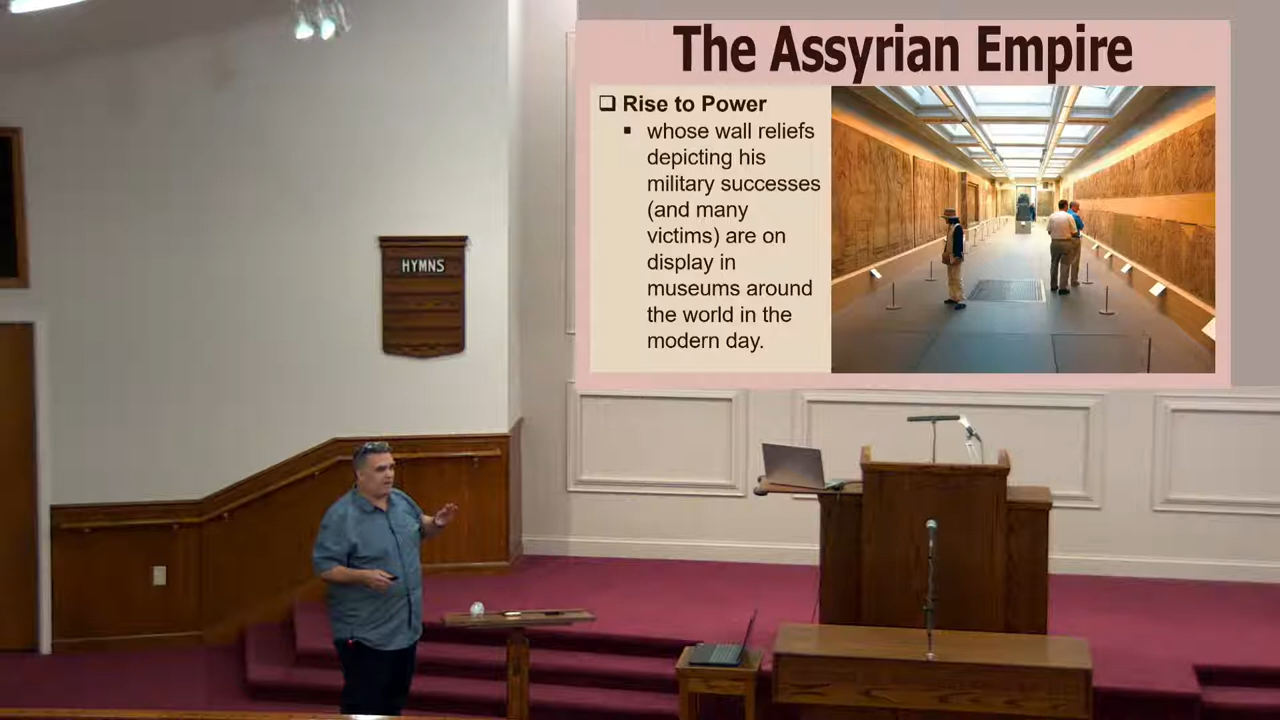 The Assyrian Empire
❑ Rise to Power
▪ whose wall reliefs
depicting his
military successes
(and many
victims) are on
display in
museums around
the world in the
modern day.
HYMNS